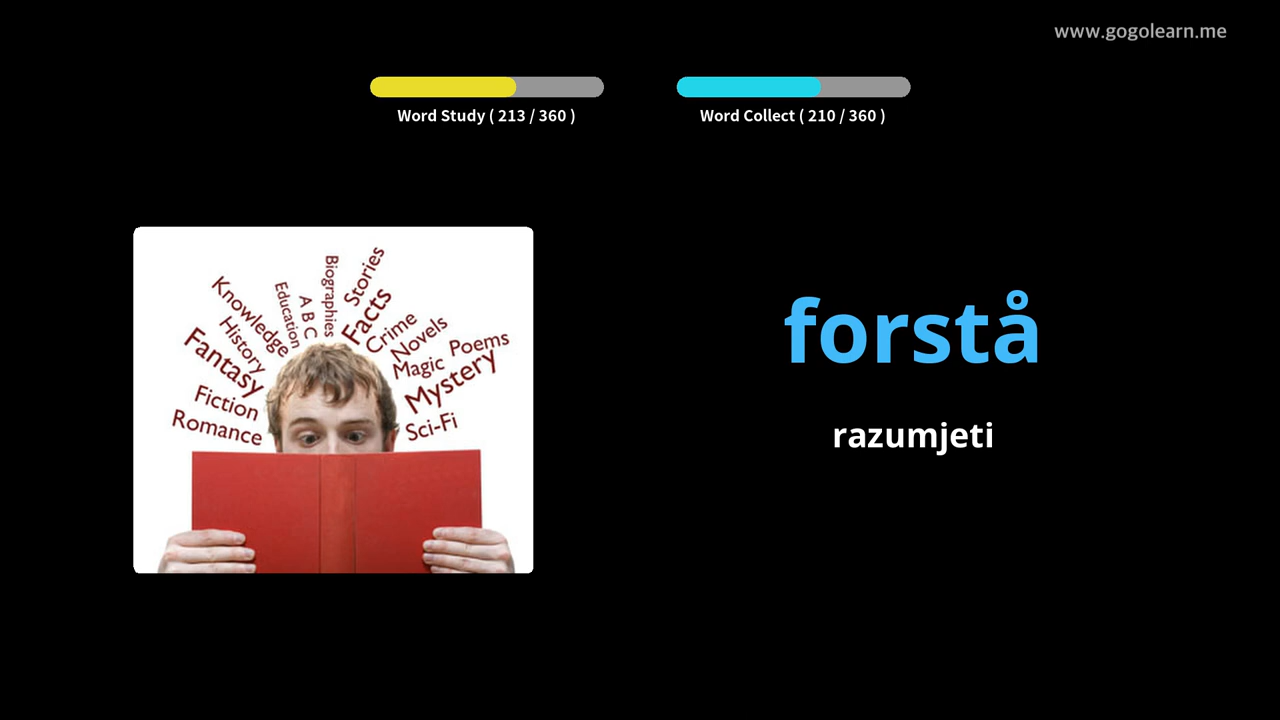 www.gogolearn.me
Word Study ( 213 / 360 )
Word Collect ( 210 / 360 )
Biographies
Stories
Education
A B C
Facts
Knowledge
Crime
History
Novels
Poems
Fantasy
Magic
Mystery
Fiction
Romance
Sci-Fi
forstå
razumjeti